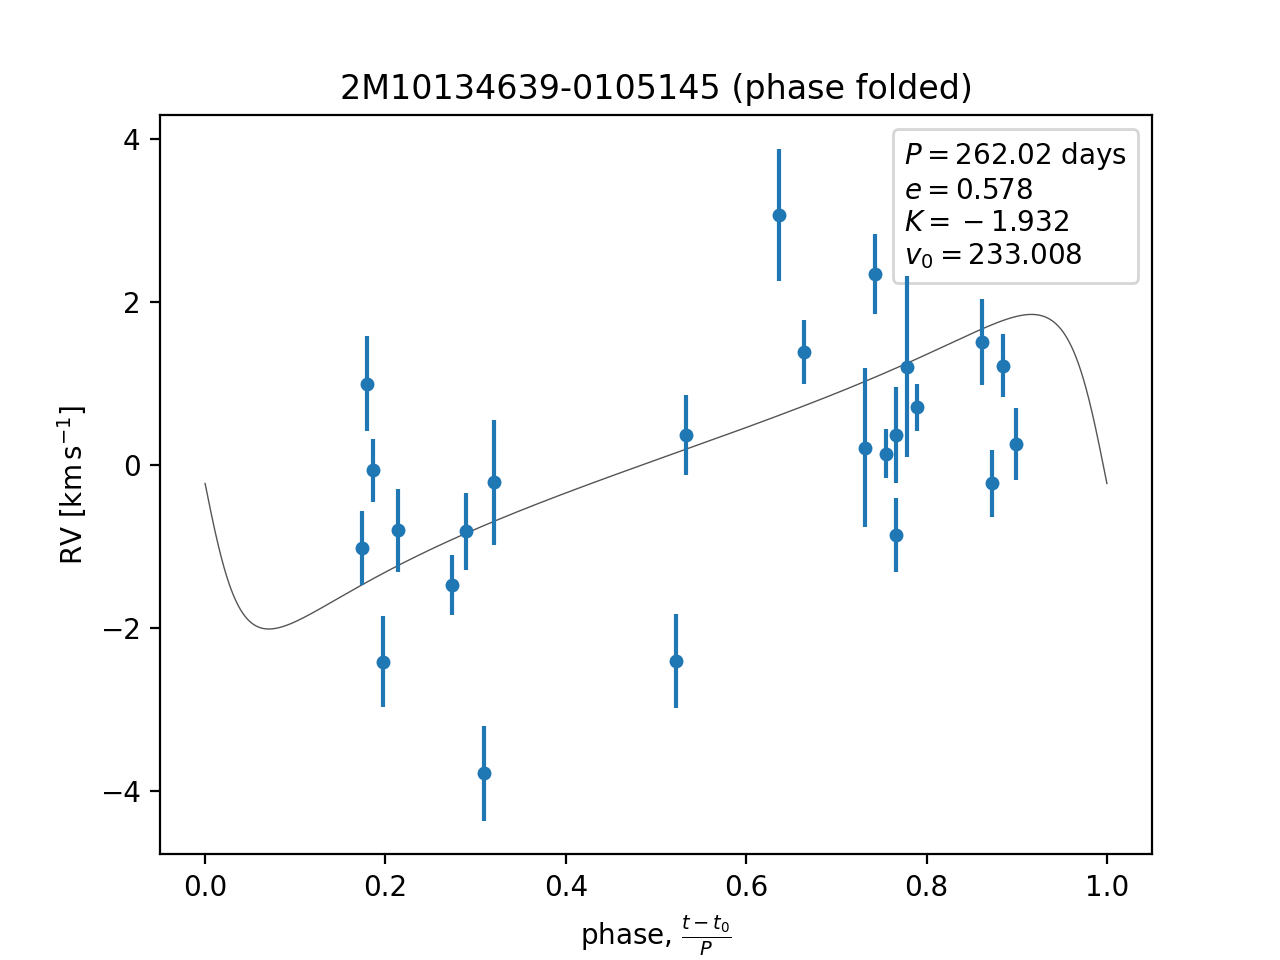 2M10134639-0105145 (phase folded)
P = 262.02 days
e = 0.578
K = −1.932
v₀ = 233.008
4
2
0
−2
−4
RV [km s⁻¹]
0.0 0.2 0.4 0.6 0.8 1.0
phase, (t − t₀)/P